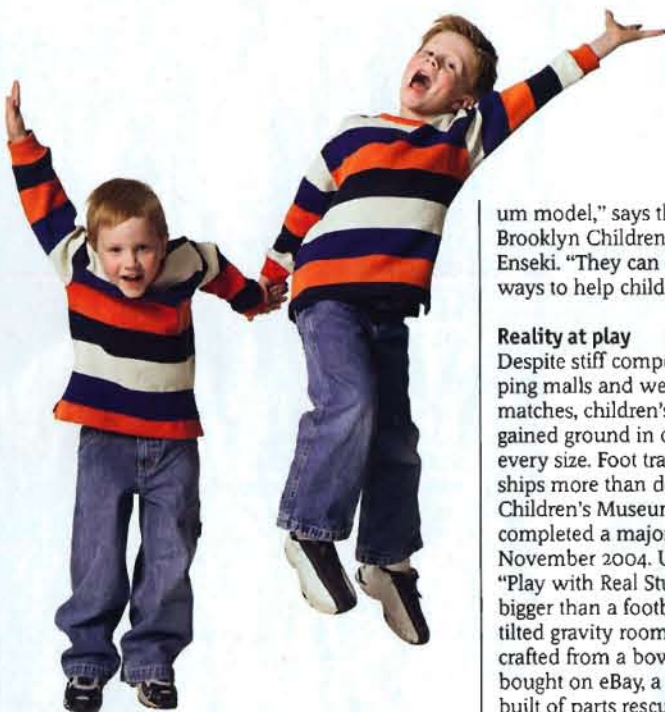 um model,” says th
Brooklyn Children
Enseki. “They can
ways to help child
Reality at play
Despite stiff compe
ping malls and we
matches, children’s
gained ground in c
every size. Foot tra
ships more than d
Children’s Museur
completed a major
November 2004. U
“Play with Real Stu
bigger than a footb
tilted gravity room
crafted from a bov
bought on eBay, a
built of parts rescu